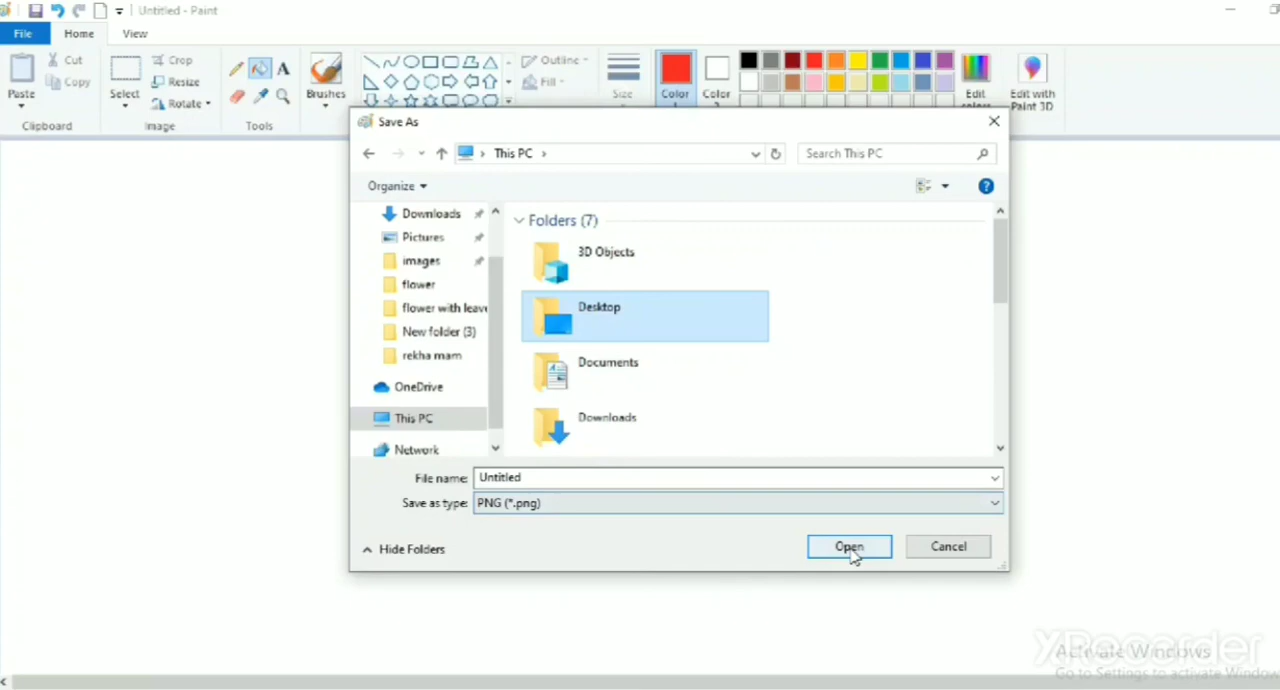 Untitled - Paint
File Home View
Paste
Cut
Copy
Clipboard
Select
Crop
Resize
Rotate
Image
A
Tools
Brushes
Outline
Fill
Size
Color
1
Color
2
Edit
colors
Edit with
Paint 3D
Save As
This PC
Search This PC
Organize
?
Downloads
Pictures
images
flower
flower with leave
New folder (3)
rekha mam
OneDrive
This PC
Network
Folders (7)
3D Objects
Desktop
Documents
Downloads
File name: Untitled
Save as type: PNG (*.png)
Hide Folders
Open
Cancel
XRecorder
Activate Windows
Go to Settings to activate Window